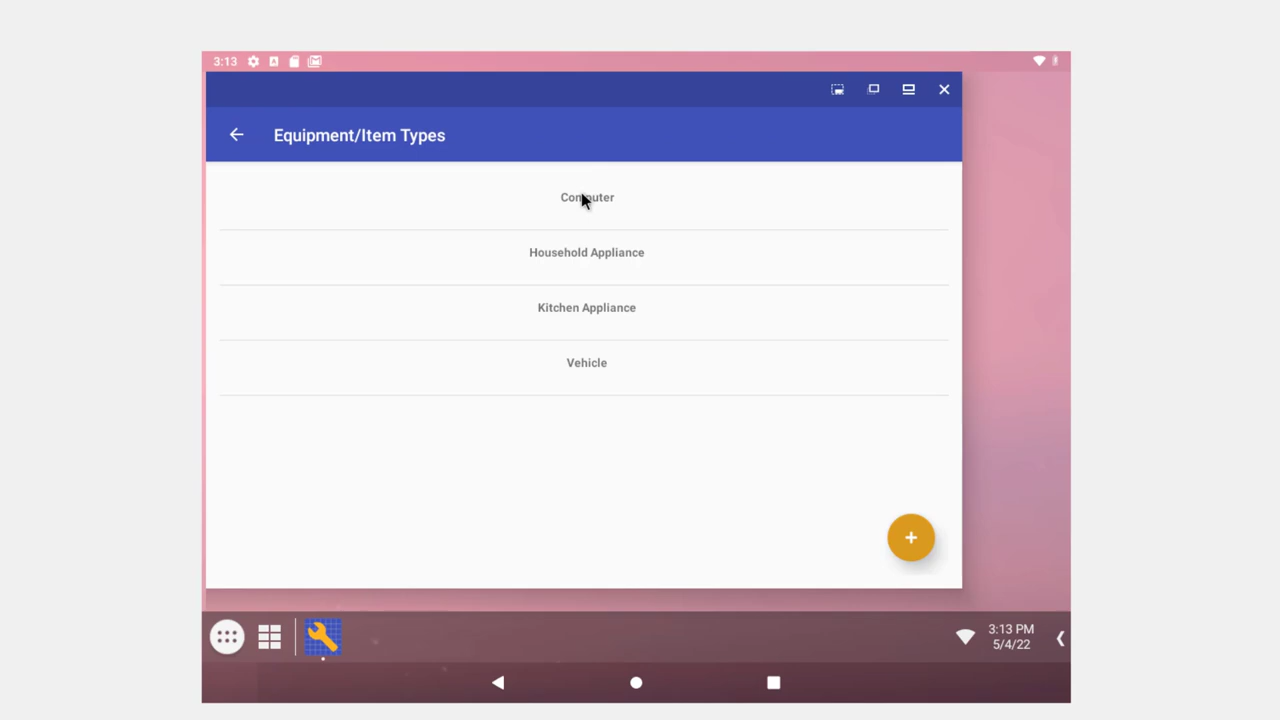 3:13
Equipment/Item Types
Computer
Household Appliance
Kitchen Appliance
Vehicle
3:13 PM
5/4/22